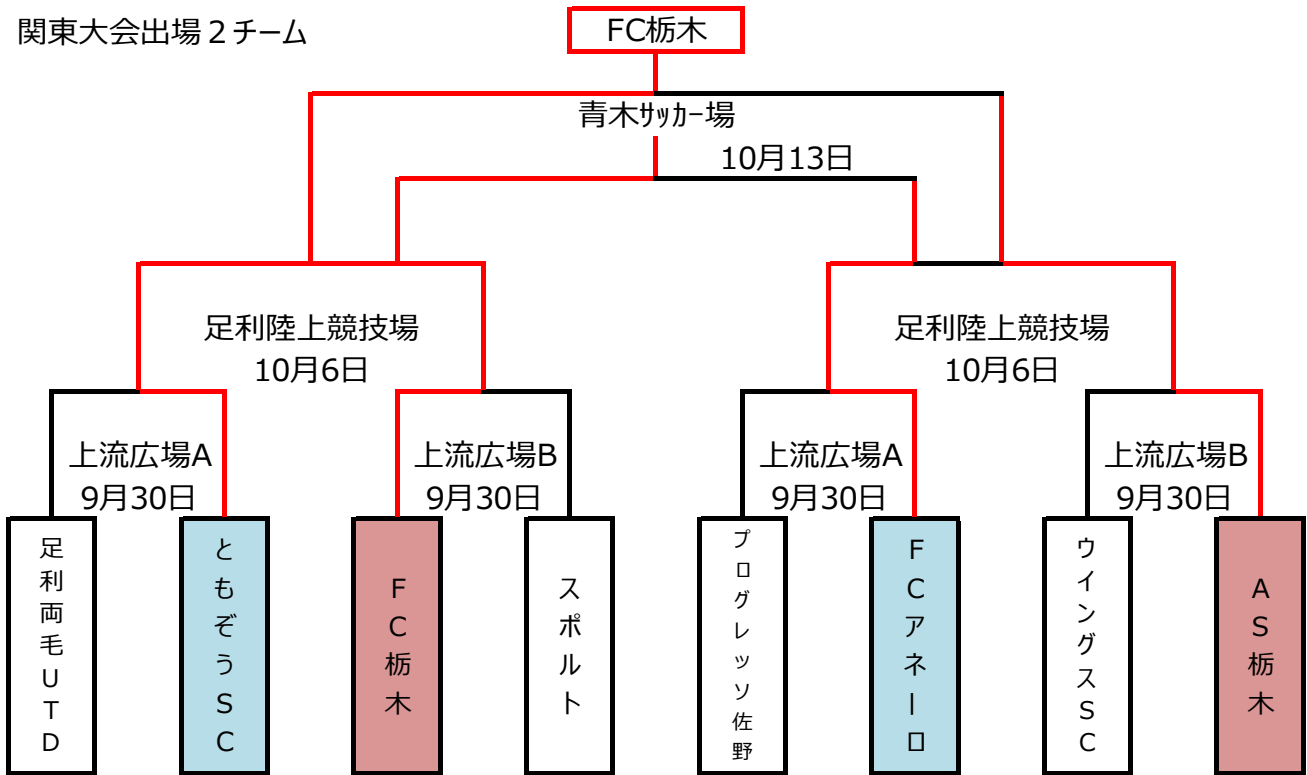 関東大会出場２チーム
FC栃木
青木ｻｯｶｰ場
10月13日
足利陸上競技場
10月6日
足利陸上競技場
10月6日
上流広場A
9月30日
上流広場B
9月30日
上流広場A
9月30日
上流広場B
9月30日
足利両毛UTD
ともぞうSC
FC栃木
スポルト
プログレッソ佐野
FCアネーロ
ウイングスSC
AS栃木